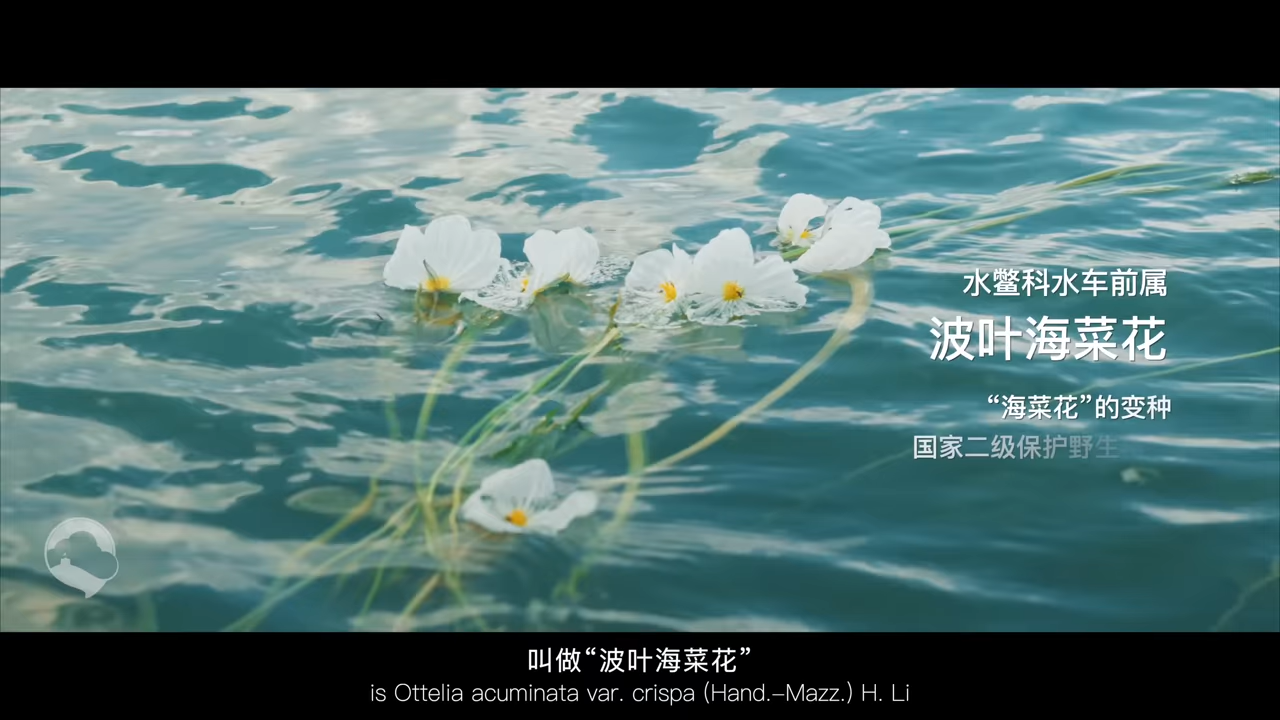 水鳖科水车前属
波叶海菜花
“海菜花”的变种
国家二级保护野生
叫做“波叶海菜花”
is Ottelia acuminata var. crispa (Hand.–Mazz.) H. Li